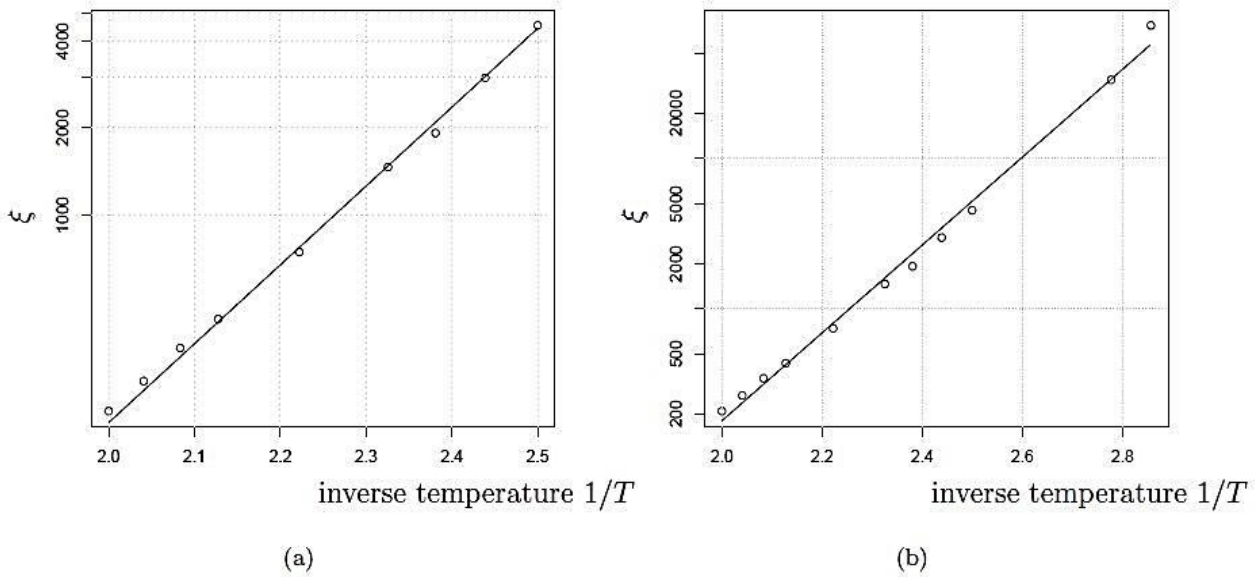 4000
2000
1000
ξ
2.0 2.1 2.2 2.3 2.4 2.5
inverse temperature 1/T
(a)
20000
5000
2000
500
200
ξ
2.0 2.2 2.4 2.6 2.8
inverse temperature 1/T
(b)